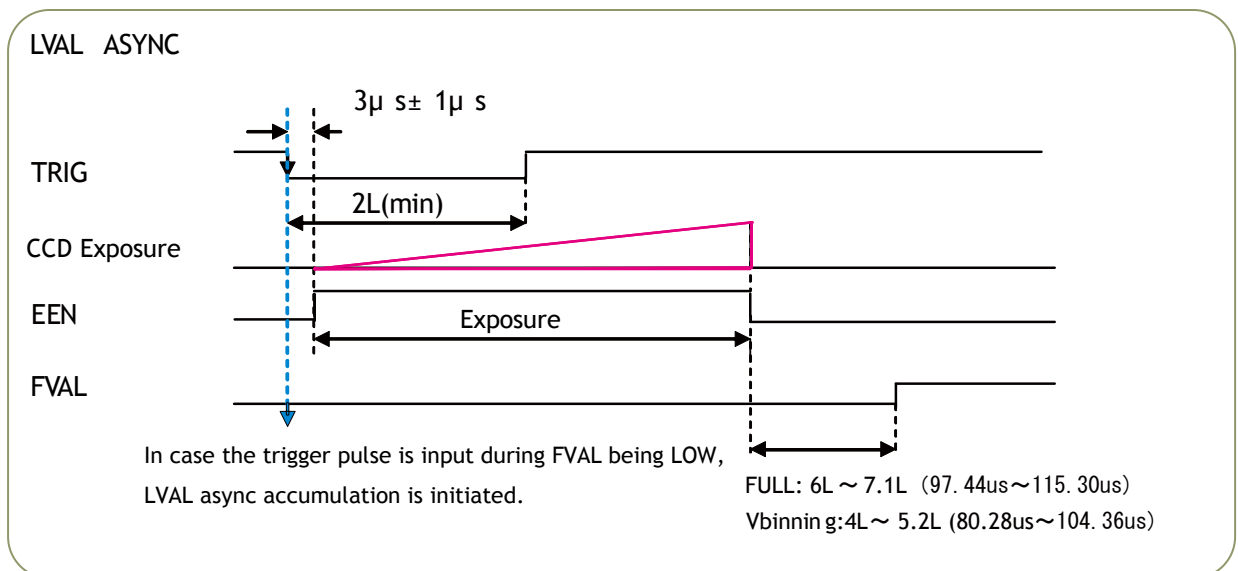 LVAL ASYNC
3μ s± 1μ s
TRIG
2L(min)
CCD Exposure
EEN
Exposure
FVAL
In case the trigger pulse is input during FVAL being LOW,
LVAL async accumulation is initiated.
FULL: 6L ～ 7.1L （97.44us～115.30us）
Vbinnin g:4L～ 5.2L (80.28us～104.36us）